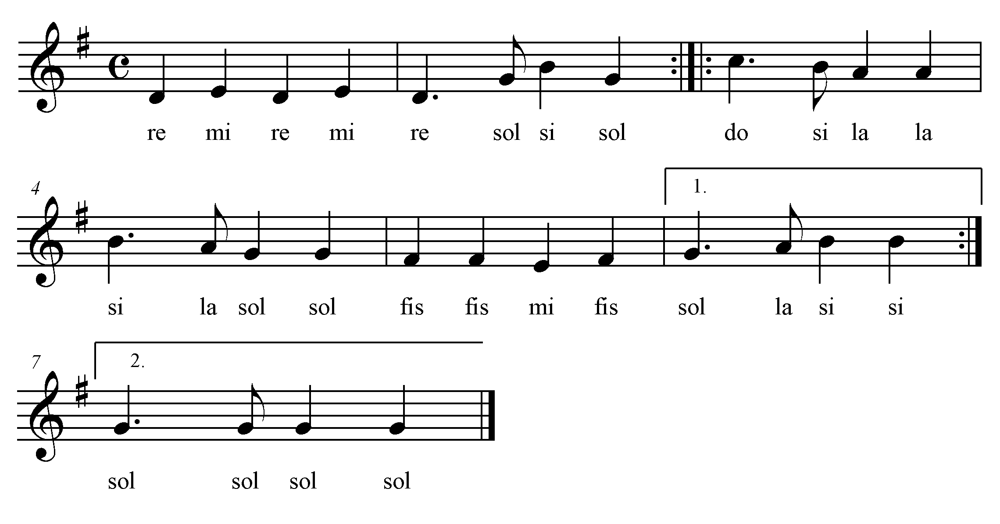 re mi re mi re sol si sol do si la la
4
1.
si la sol sol fis fis mi fis sol la si si
7
2.
sol sol sol sol